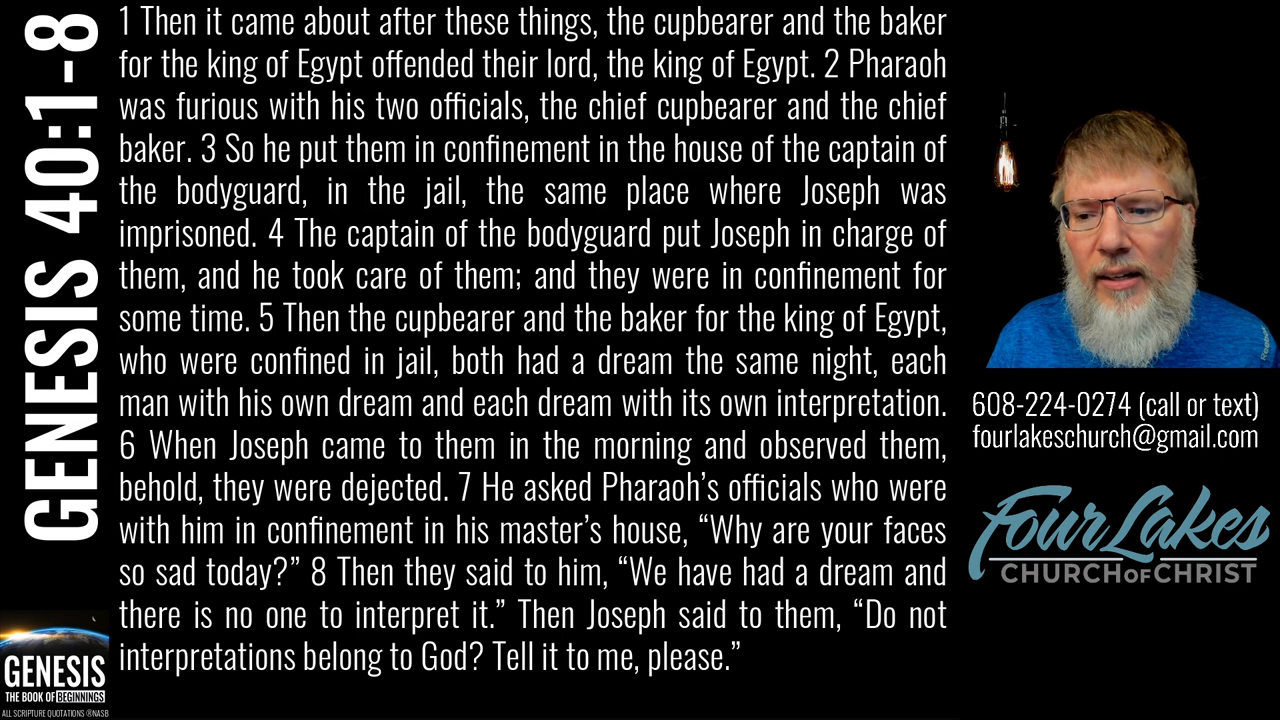 GENESIS 40:1-8
1 Then it came about after these things, the cupbearer and the baker
for the king of Egypt offended their lord, the king of Egypt. 2 Pharaoh
was furious with his two officials, the chief cupbearer and the chief
baker. 3 So he put them in confinement in the house of the captain of
the bodyguard, in the jail, the same place where Joseph was
imprisoned. 4 The captain of the bodyguard put Joseph in charge of
them, and he took care of them; and they were in confinement for
some time. 5 Then the cupbearer and the baker for the king of Egypt,
who were confined in jail, both had a dream the same night, each
man with his own dream and each dream with its own interpretation.
6 When Joseph came to them in the morning and observed them,
behold, they were dejected. 7 He asked Pharaoh’s officials who were
with him in confinement in his master’s house, “Why are your faces
so sad today?” 8 Then they said to him, “We have had a dream and
there is no one to interpret it.” Then Joseph said to them, “Do not
interpretations belong to God? Tell it to me, please.”
GENESIS
THE BOOK OF BEGINNINGS
ALL SCRIPTURE QUOTATIONS ®NASB
Reebok
608-224-0274 (call or text)
fourlakeschurch@gmail.com
Four Lakes
CHURCH OF CHRIST